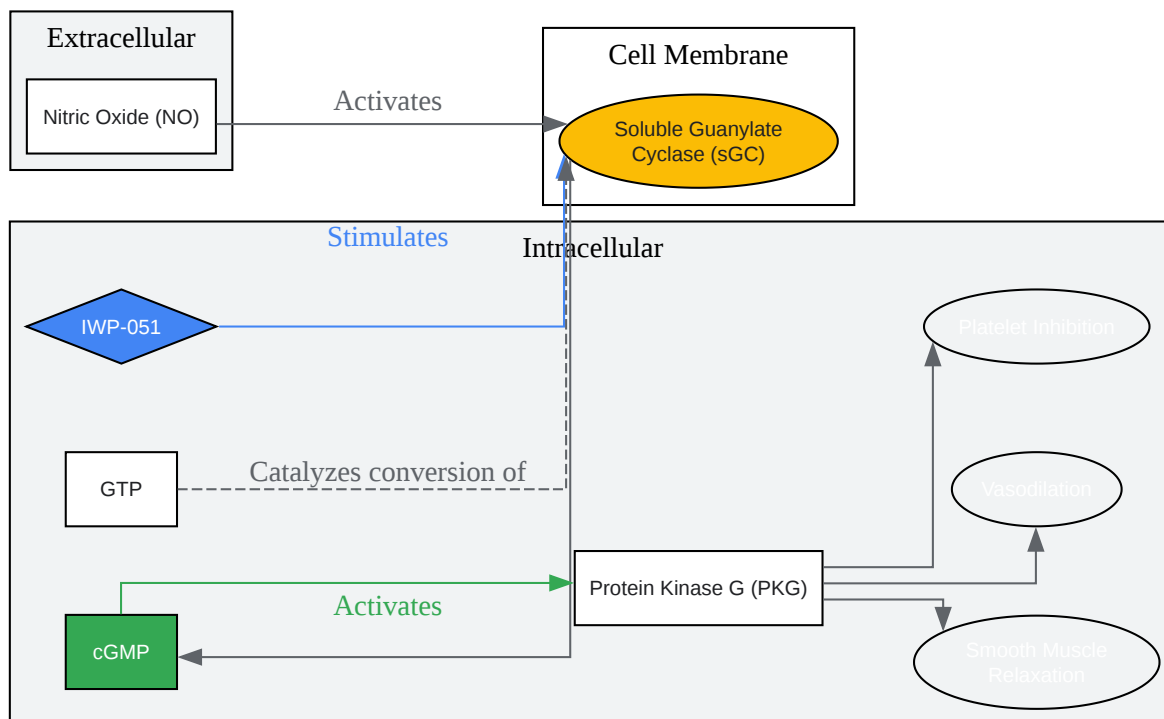 Extracellular
Nitric Oxide (NO)
Activates
Cell Membrane
Soluble Guanylate
Cyclase (sGC)
Stimulates
Intracellular
IWP-051
Platelet Inhibition
Catalyzes conversion of
GTP
Vasodilation
Protein Kinase G (PKG)
Activates
cGMP
Smooth Muscle
Relaxation